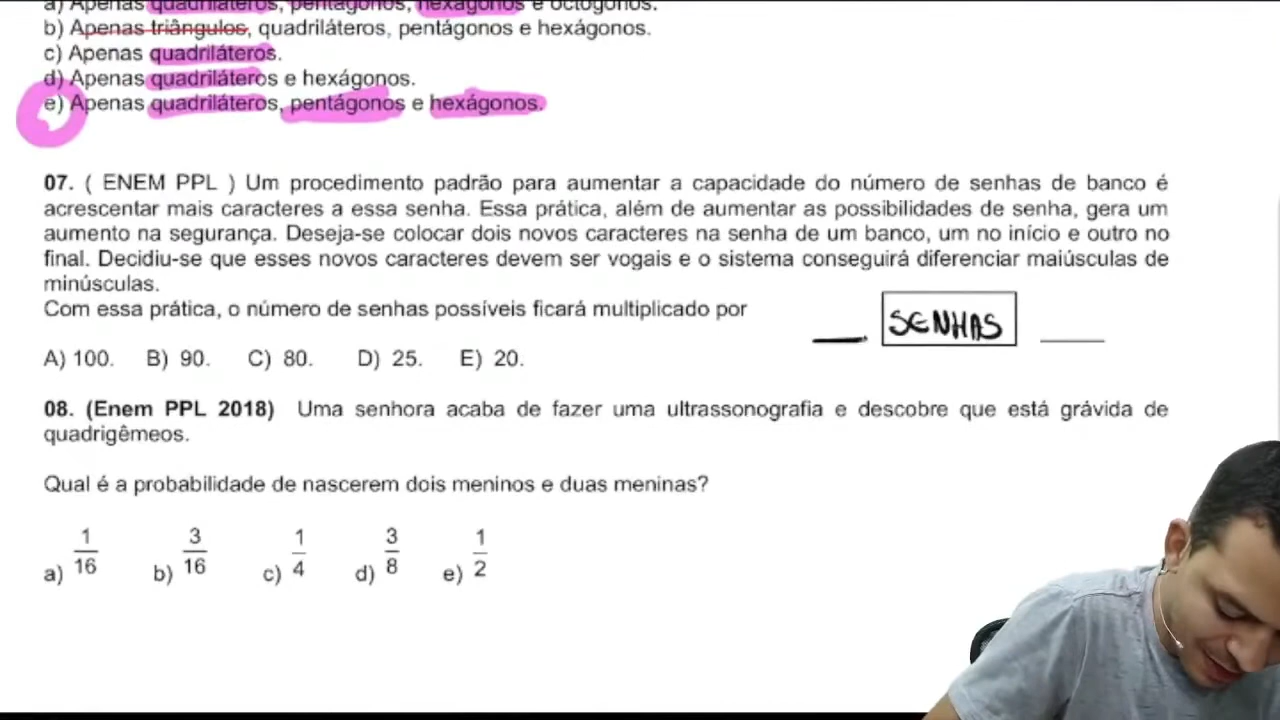 a) Apenas quadriláteros, pentágonos, hexágonos e octógonos.
b) Apenas triângulos, quadriláteros, pentágonos e hexágonos.
c) Apenas quadriláteros.
d) Apenas quadriláteros e hexágonos.
e) Apenas quadriláteros, pentágonos e hexágonos.
07. ( ENEM PPL ) Um procedimento padrão para aumentar a capacidade do número de senhas de banco é
acrescentar mais caracteres a essa senha. Essa prática, além de aumentar as possibilidades de senha, gera um
aumento na segurança. Deseja-se colocar dois novos caracteres na senha de um banco, um no início e outro no
final. Decidiu-se que esses novos caracteres devem ser vogais e o sistema conseguirá diferenciar maiúsculas de
minúsculas.
Com essa prática, o número de senhas possíveis ficará multiplicado por
SENHAS
A) 100. B) 90. C) 80. D) 25. E) 20.
08. (Enem PPL 2018) Uma senhora acaba de fazer uma ultrassonografia e descobre que está grávida de
quadrigêmeos.
Qual é a probabilidade de nascerem dois meninos e duas meninas?
a) 1/16 b) 3/16 c) 1/4 d) 3/8 e) 1/2